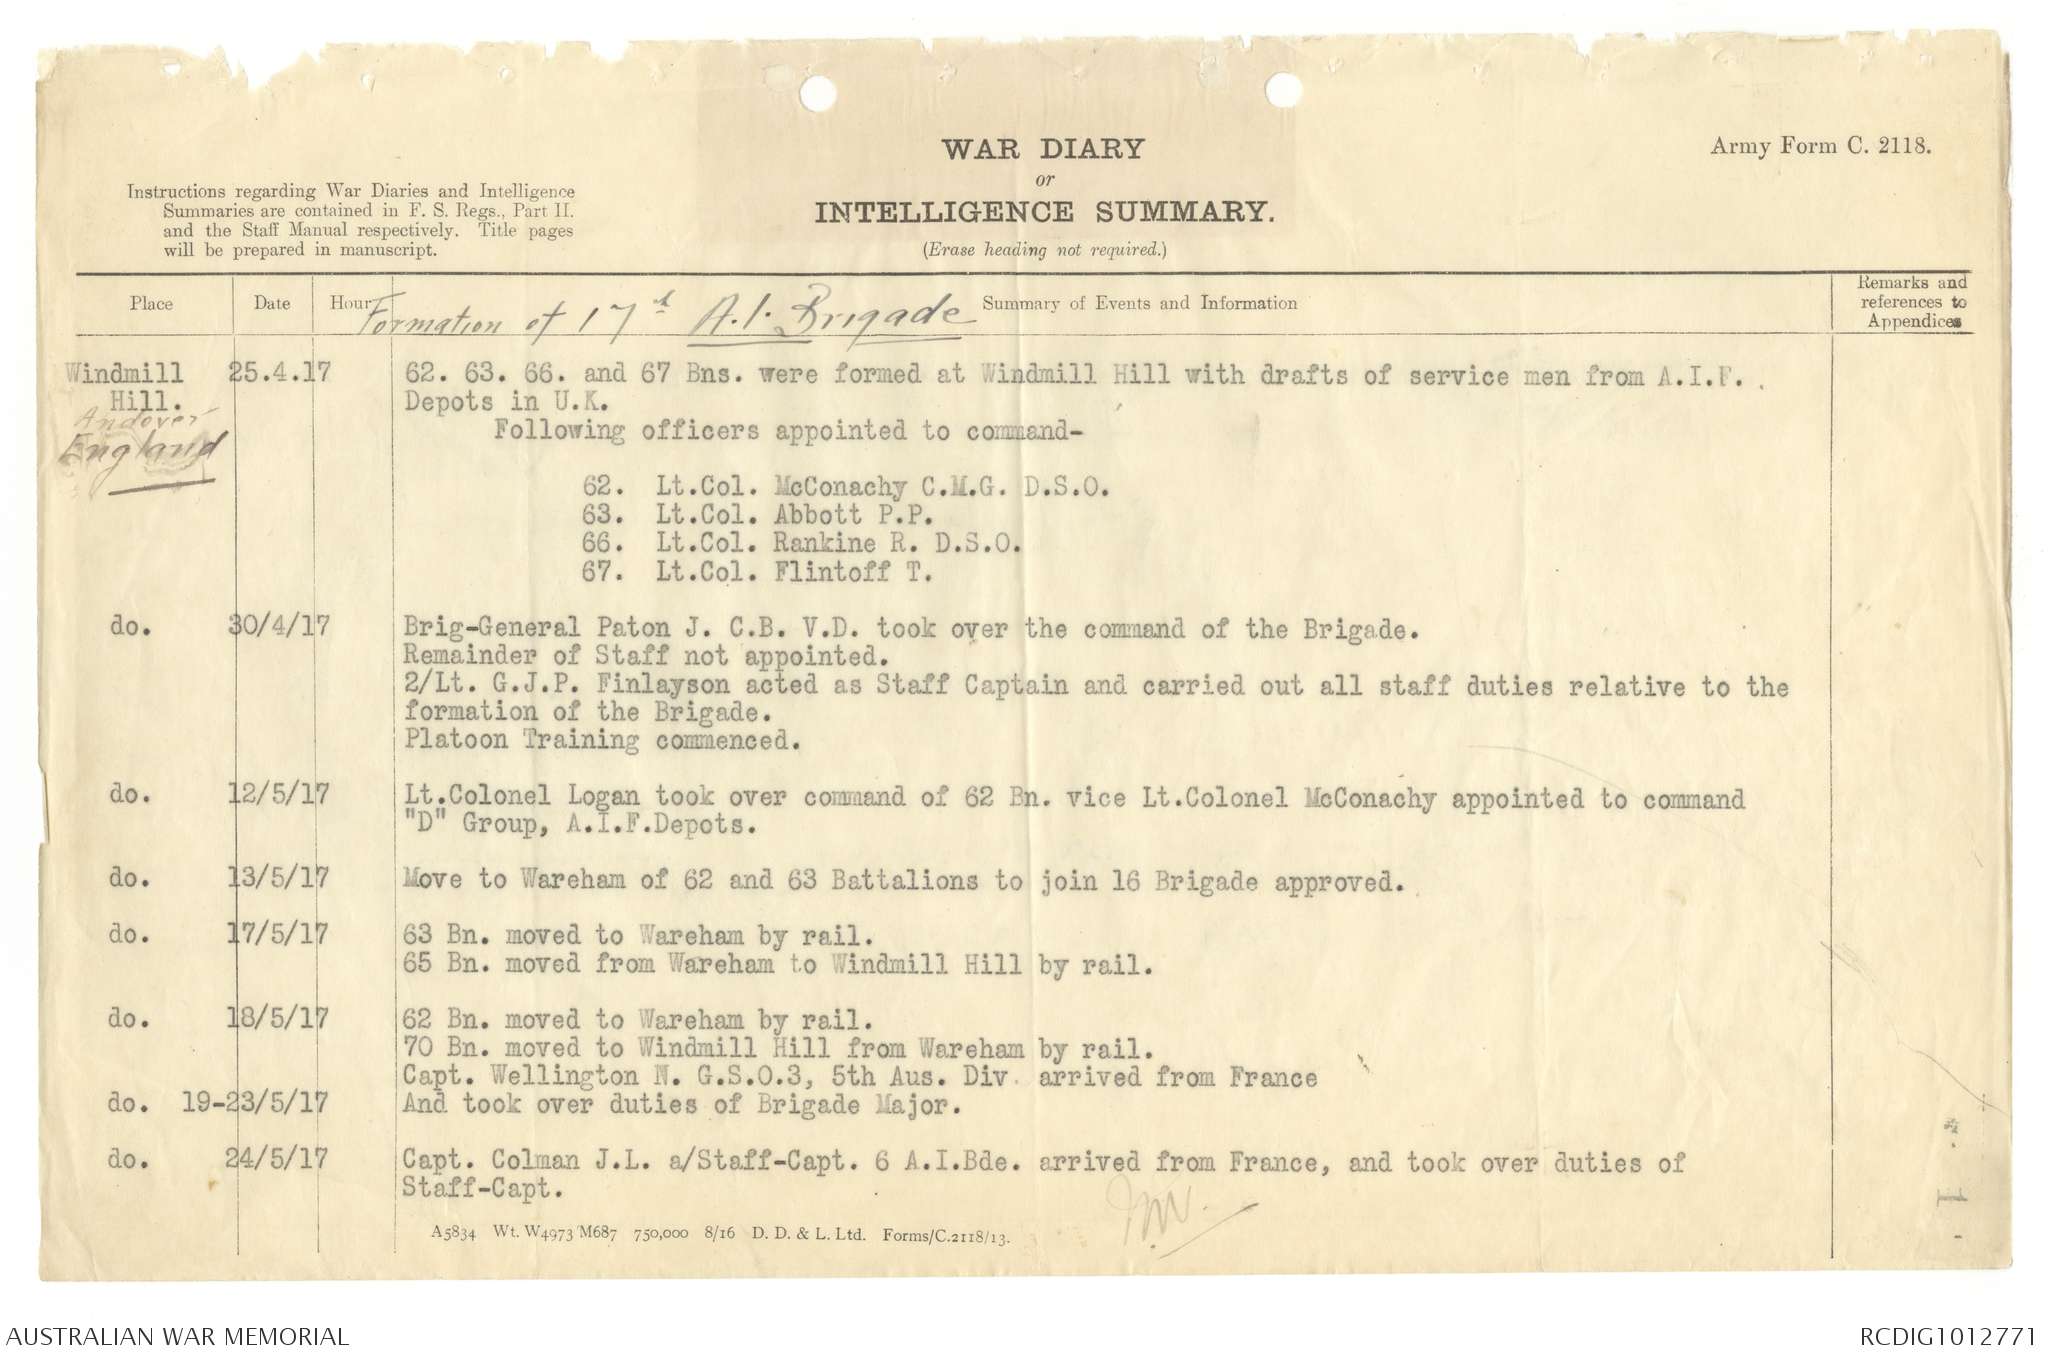 WAR DIARY
or
INTELLIGENCE SUMMARY.
(Erase heading not required.)
Army Form C. 2118.
Instructions regarding War Diaries and Intelligence
Summaries are contained in F. S. Regs., Part II.
and the Staff Manual respectively. Title pages
will be prepared in manuscript.
Place Date Hour Summary of Events and Information Remarks and references to Appendices
Formation of 17th A.I. Brigade
Windmill 25.4.17 62. 63. 66. and 67 Bns. were formed at Windmill Hill with drafts of service men from A.I.F.
Hill. Depots in U.K.
Andover
England
Following officers appointed to command-
62. Lt.Col. McConachy C.M.G. D.S.O.
63. Lt.Col. Abbott P.P.
66. Lt.Col. Rankine R. D.S.O.
67. Lt.Col. Flintoff T.
do. 30/4/17 Brig-General Paton J. C.B. V.D. took over the command of the Brigade.
Remainder of Staff not appointed.
2/Lt. G.J.P. Finlayson acted as Staff Captain and carried out all staff duties relative to the
formation of the Brigade.
Platoon Training commenced.
do. 12/5/17 Lt.Colonel Logan took over command of 62 Bn. vice Lt.Colonel McConachy appointed to command
"D" Group, A.I.F.Depots.
do. 13/5/17 Move to Wareham of 62 and 63 Battalions to join 16 Brigade approved.
do. 17/5/17 63 Bn. moved to Wareham by rail.
65 Bn. moved from Wareham to Windmill Hill by rail.
do. 18/5/17 62 Bn. moved to Wareham by rail.
70 Bn. moved to Windmill Hill from Wareham by rail.
Capt. Wellington N. G.S.O.3, 5th Aus. Div. arrived from France
do. 19-23/5/17 And took over duties of Brigade Major.
do. 24/5/17 Capt. Colman J.L. a/Staff-Capt. 6 A.I.Bde. arrived from France, and took over duties of
Staff-Capt.
A5834 Wt. W4973 M687 750,000 8/16 D. D. & L. Ltd. Forms/C.2118/13.
AUSTRALIAN WAR MEMORIAL
RCDIG1012771